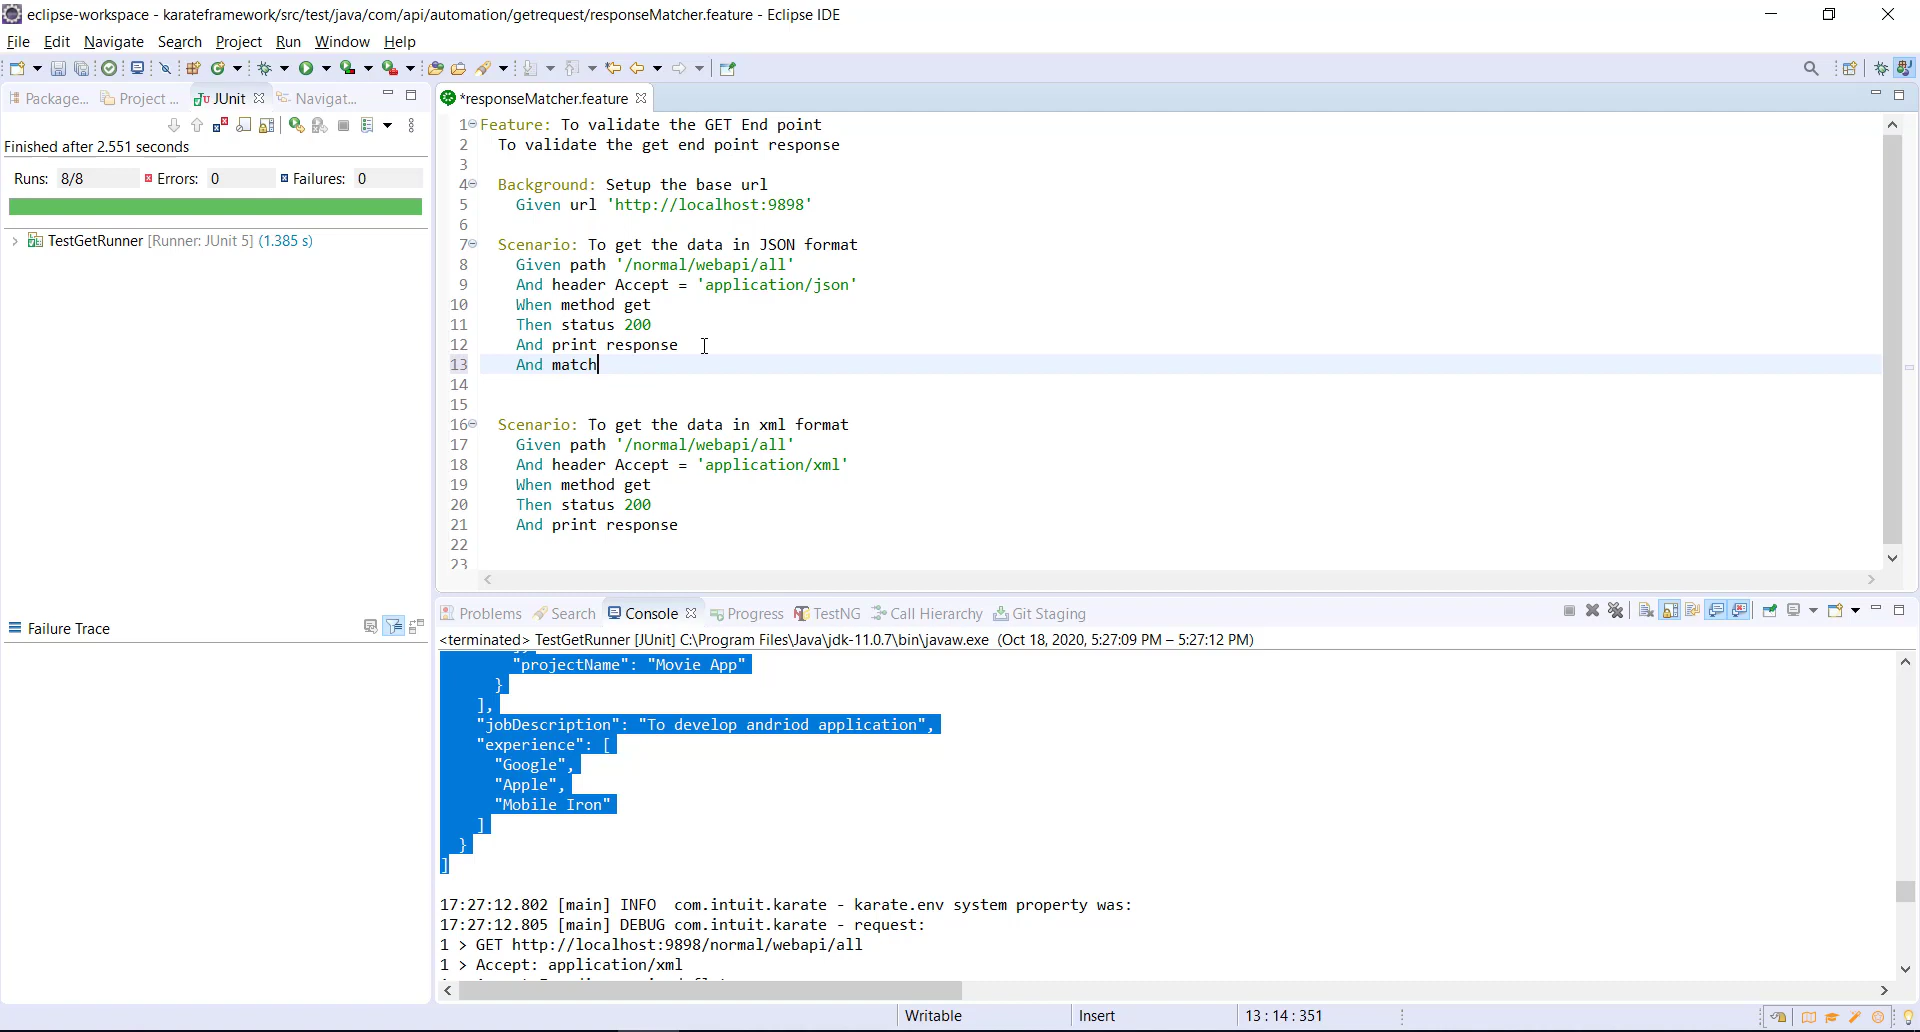 eclipse-workspace - karateframework/src/test/java/com/api/automation/getrequest/responseMatcher.feature - Eclipse IDE
File Edit Navigate Search Project Run Window Help
Package... Project ... JUnit Navigat...
*responseMatcher.feature
Finished after 2.551 seconds
Runs: 8/8 Errors: 0 Failures: 0
TestGetRunner [Runner: JUnit 5] (1.385 s)
Failure Trace
1 Feature: To validate the GET End point
2 To validate the get end point response
3
4 Background: Setup the base url
5 Given url 'http://localhost:9898'
6
7 Scenario: To get the data in JSON format
8 Given path '/normal/webapi/all'
9 And header Accept = 'application/json'
10 When method get
11 Then status 200
12 And print response
13 And match
14
15
16 Scenario: To get the data in xml format
17 Given path '/normal/webapi/all'
18 And header Accept = 'application/xml'
19 When method get
20 Then status 200
21 And print response
22
23
Problems Search Console Progress TestNG Call Hierarchy Git Staging
<terminated> TestGetRunner [JUnit] C:\Program Files\Java\jdk-11.0.7\bin\javaw.exe (Oct 18, 2020, 5:27:09 PM – 5:27:12 PM)
"projectName": "Movie App"
}
],
"jobDescription": "To develop andriod application",
"experience": [
"Google",
"Apple",
"Mobile Iron"
]
}
]
17:27:12.802 [main] INFO com.intuit.karate - karate.env system property was:
17:27:12.805 [main] DEBUG com.intuit.karate - request:
1 > GET http://localhost:9898/normal/webapi/all
1 > Accept: application/xml
Writable Insert 13 : 14 : 351